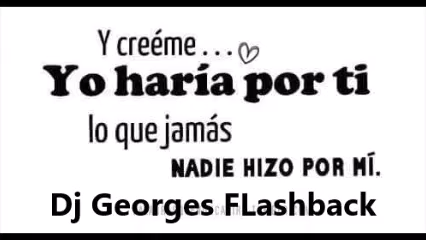 Y creéme...
Yo haría por ti
lo que jamás
NADIE HIZO POR MÍ.
Dj Georges FLashback